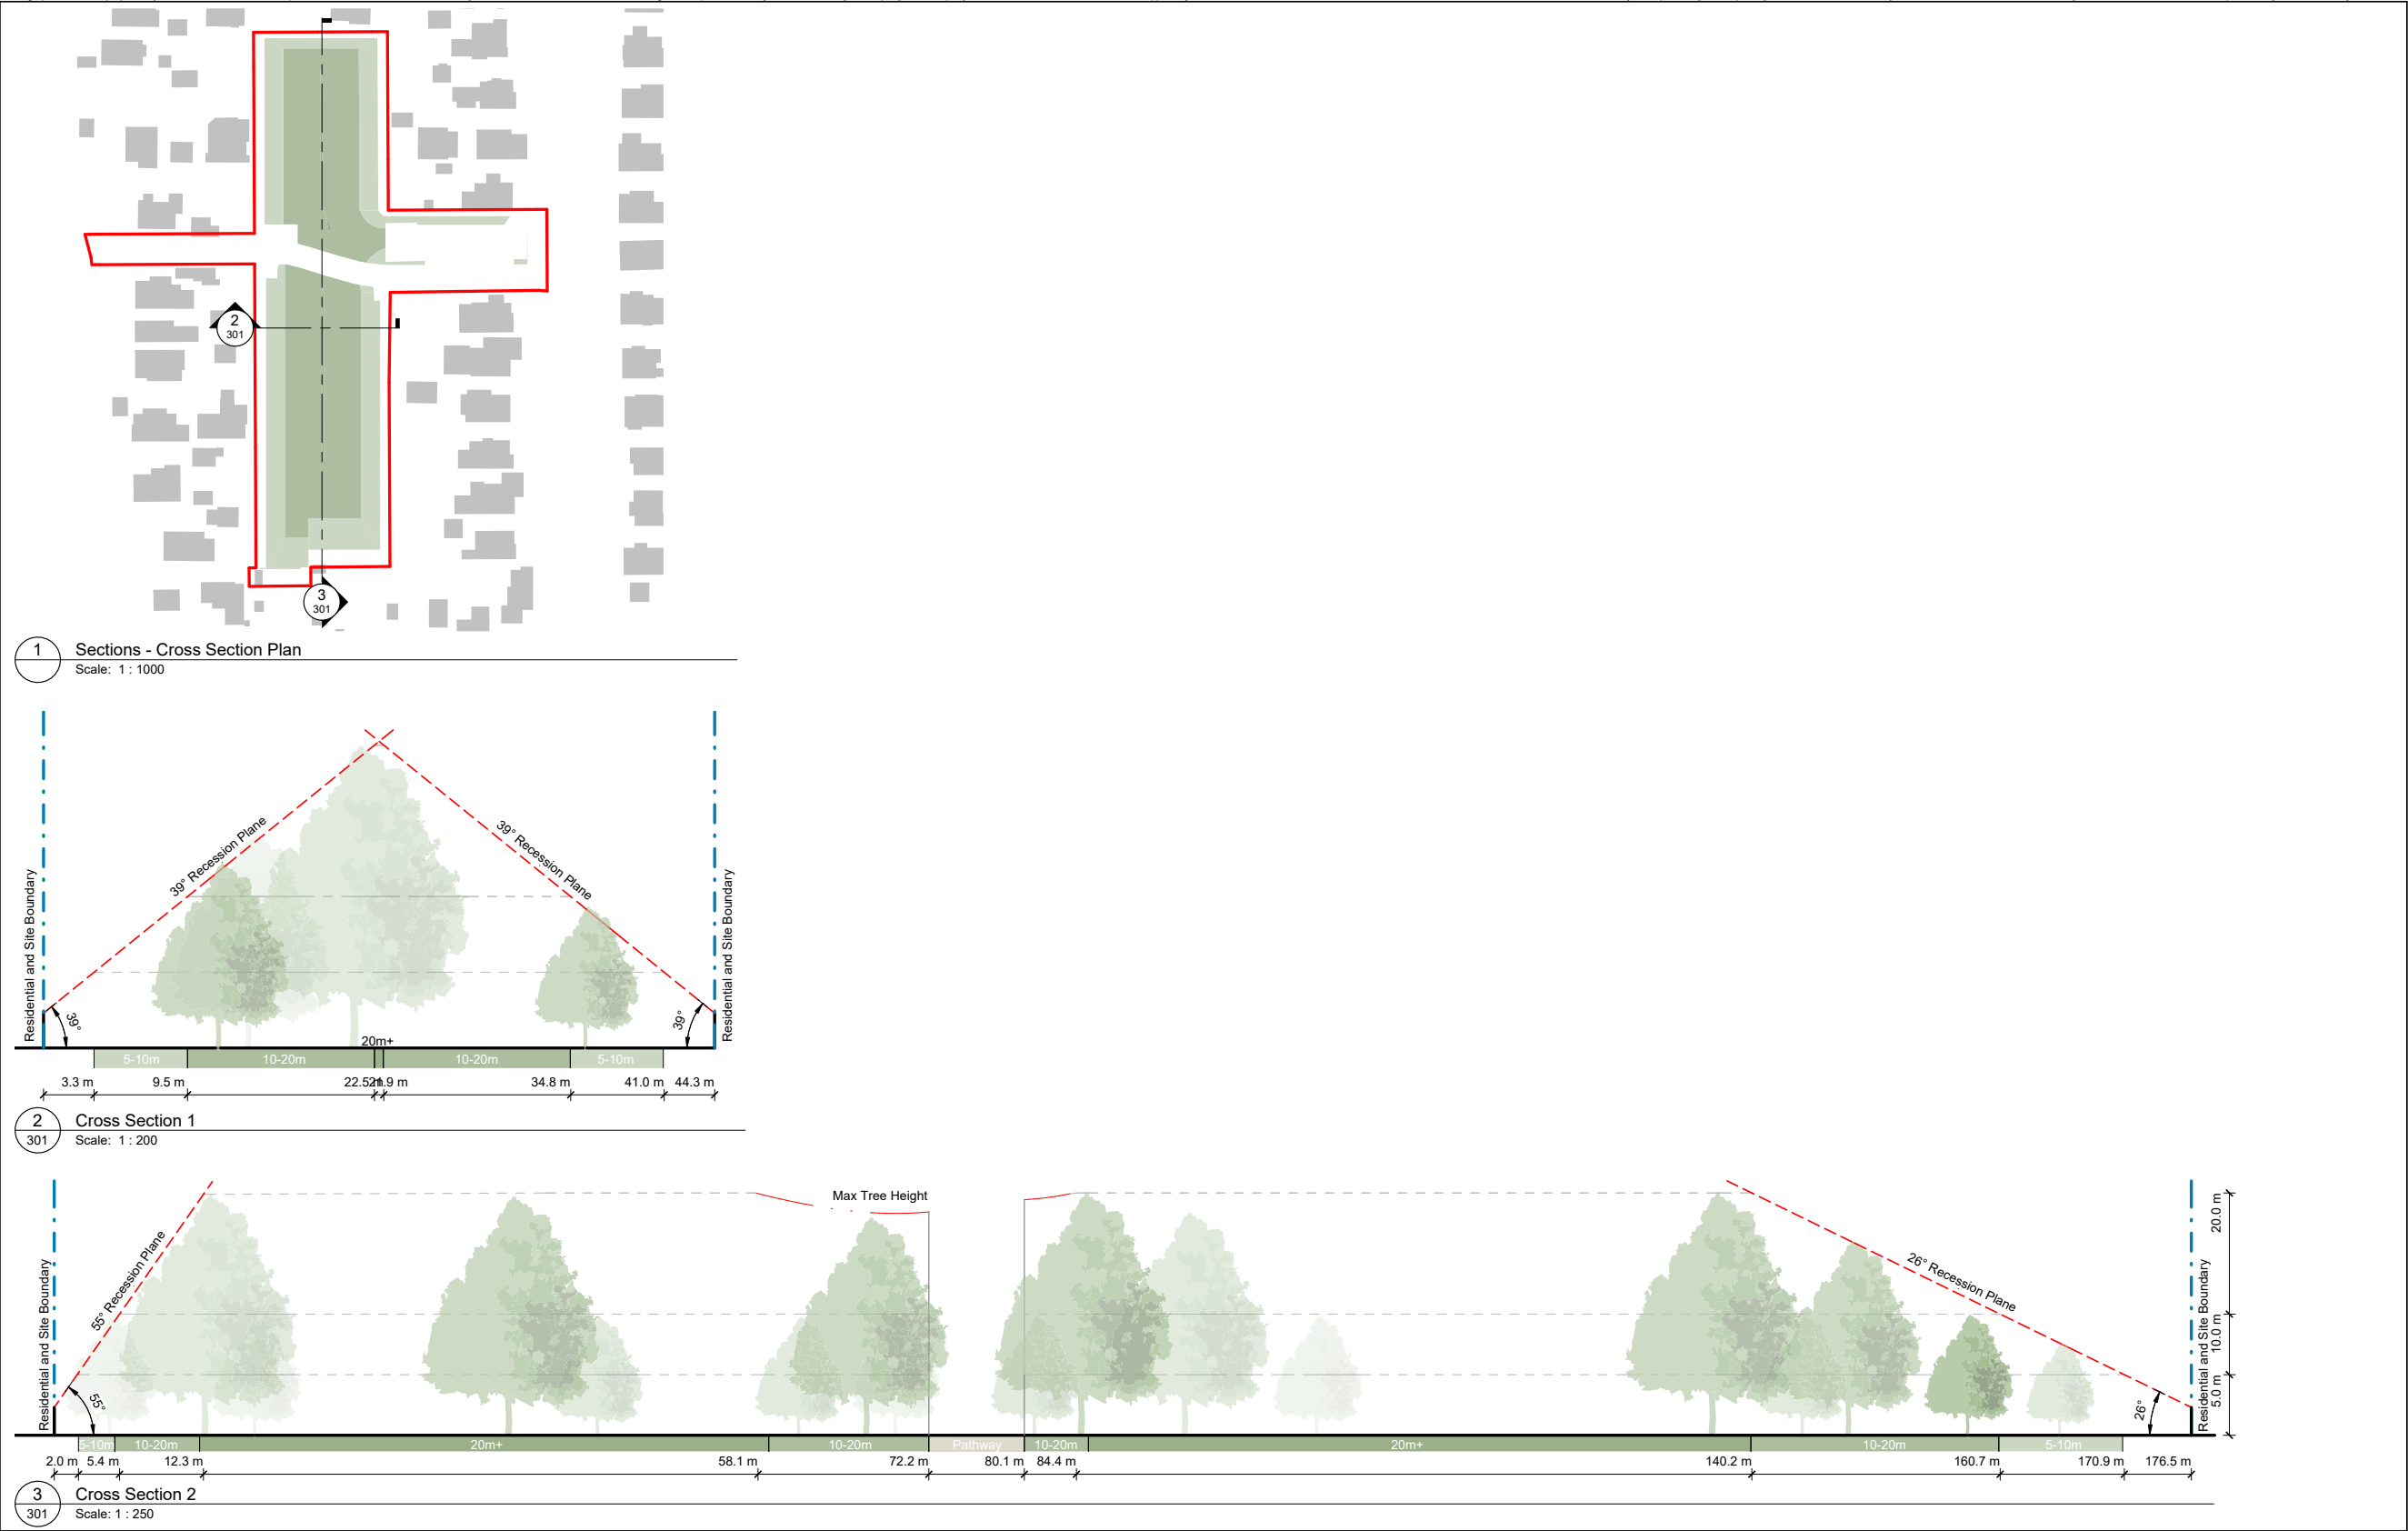 2
301
3
301
1
Sections - Cross Section Plan
Scale: 1 : 1000
Residential and Site Boundary
39° Recession Plane
39° Recession Plane
Residential and Site Boundary
39°
39°
20m+
5-10m
10-20m
10-20m
5-10m
3.3 m
9.5 m
34.8 m
41.0 m
44.3 m
2
301
Cross Section 1
Scale: 1 : 200
Residential and Site Boundary
55° Recession Plane
Max Tree Height
26° Recession Plane
Residential and Site Boundary
20.0 m
10.0 m
5.0 m
55°
26°
5-10m
10-20m
20m+
10-20m
Pathway
10-20m
20m+
10-20m
5-10m
2.0 m
5.4 m
12.3 m
58.1 m
72.2 m
80.1 m
84.4 m
140.2 m
160.7 m
170.9 m
176.5 m
3
301
Cross Section 2
Scale: 1 : 250